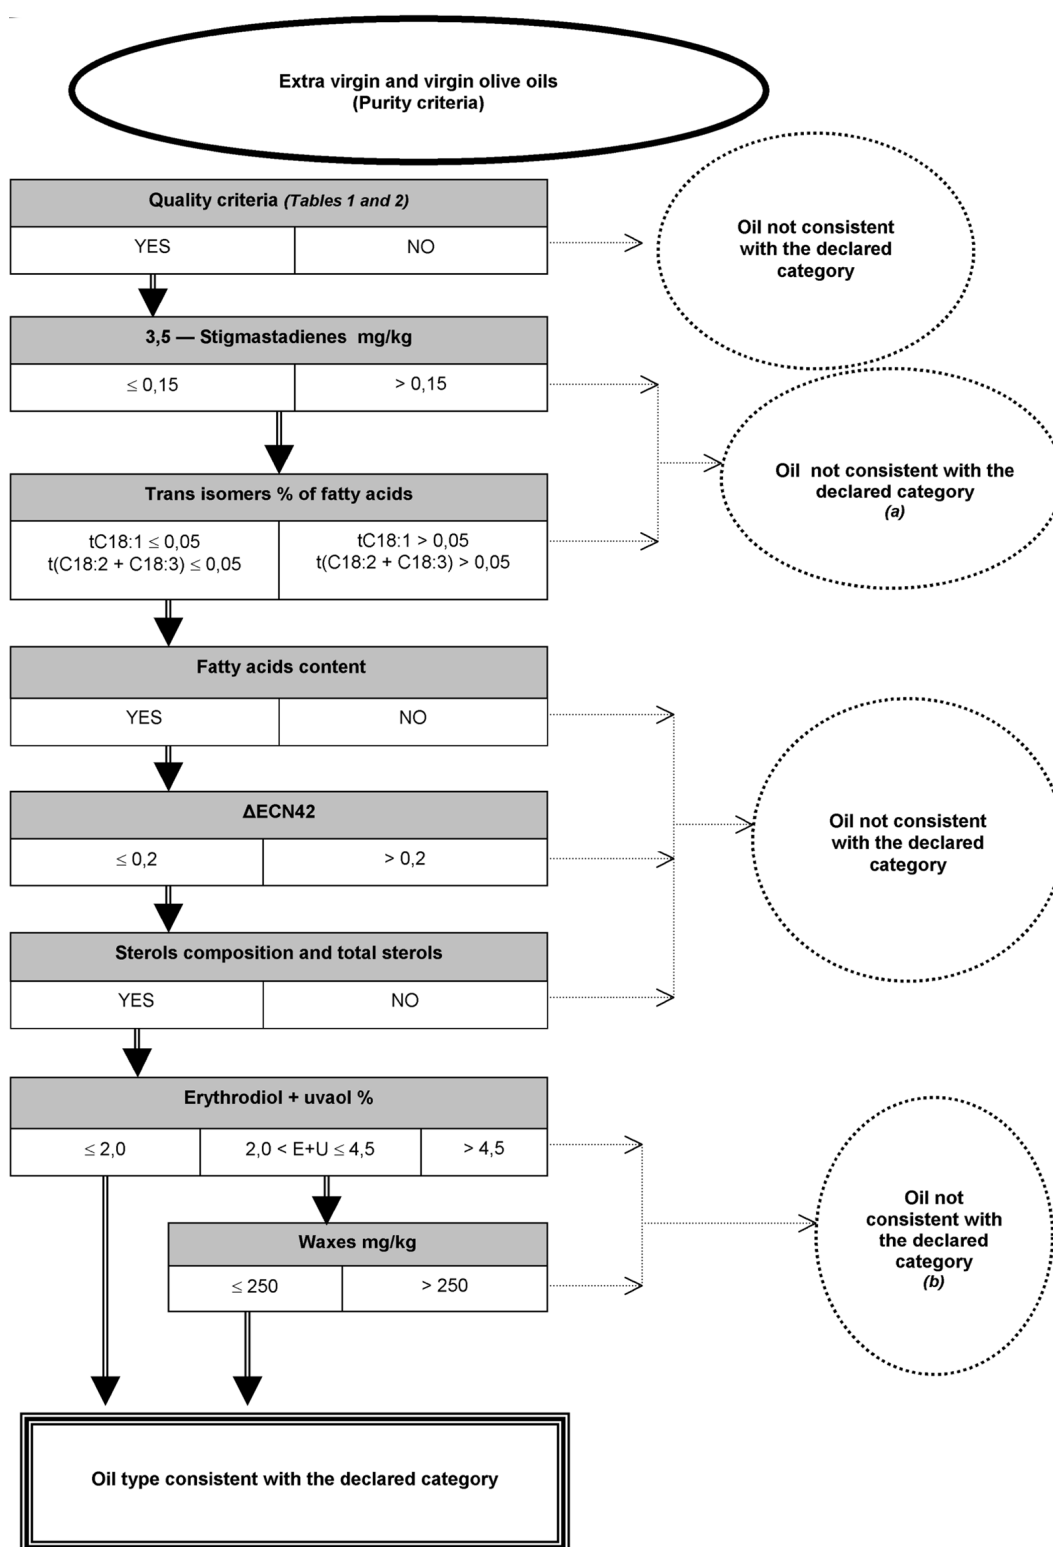 Extra virgin and virgin olive oils
(Purity criteria)
Quality criteria (Tables 1 and 2)
YES
NO
Oil not consistent
with the declared
category
3,5 — Stigmastadienes mg/kg
≤ 0,15
> 0,15
Oil not consistent with the
declared category
(a)
Trans isomers % of fatty acids
tC18:1 ≤ 0,05
t(C18:2 + C18:3) ≤ 0,05
tC18:1 > 0,05
t(C18:2 + C18:3) > 0,05
Fatty acids content
YES
NO
ΔECN42
≤ 0,2
> 0,2
Oil not consistent
with the declared
category
Sterols composition and total sterols
YES
NO
Erythrodiol + uvaol %
≤ 2,0
2,0 < E+U ≤ 4,5
> 4,5
Waxes mg/kg
≤ 250
> 250
Oil not
consistent with
the declared
category
(b)
Oil type consistent with the declared category